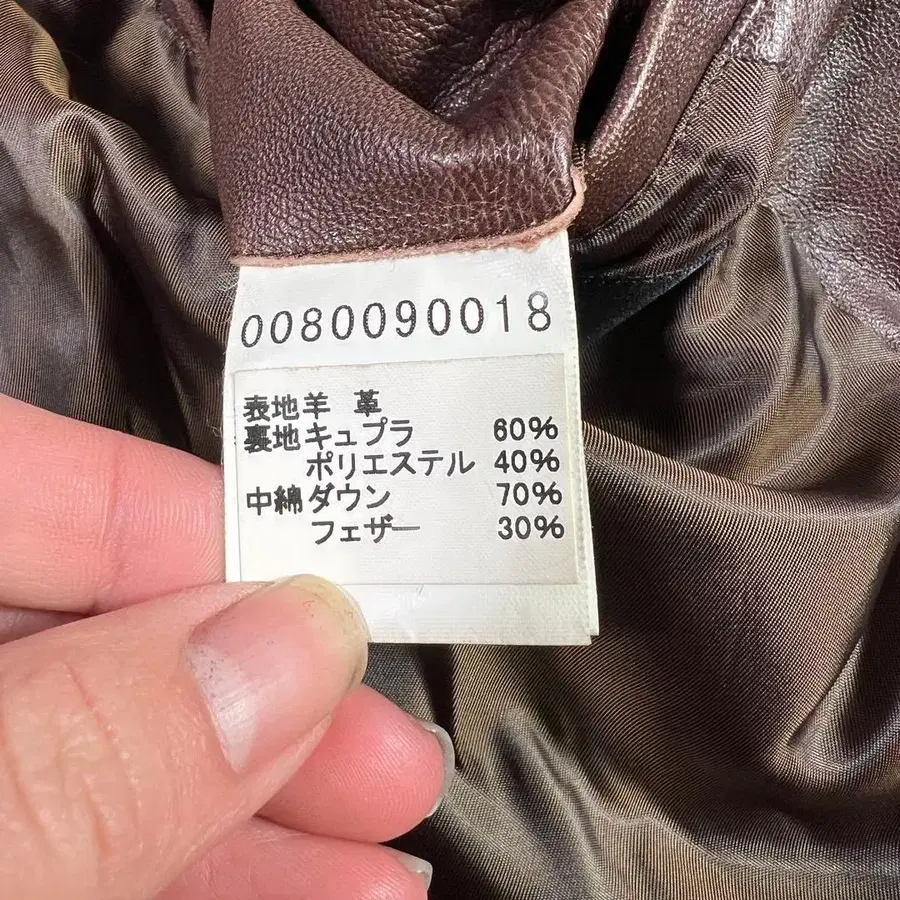 0080090018
表地羊 革
裏地キュプラ 60%
ポリエステル 40%
中綿ダウン 70%
フェザー 30%